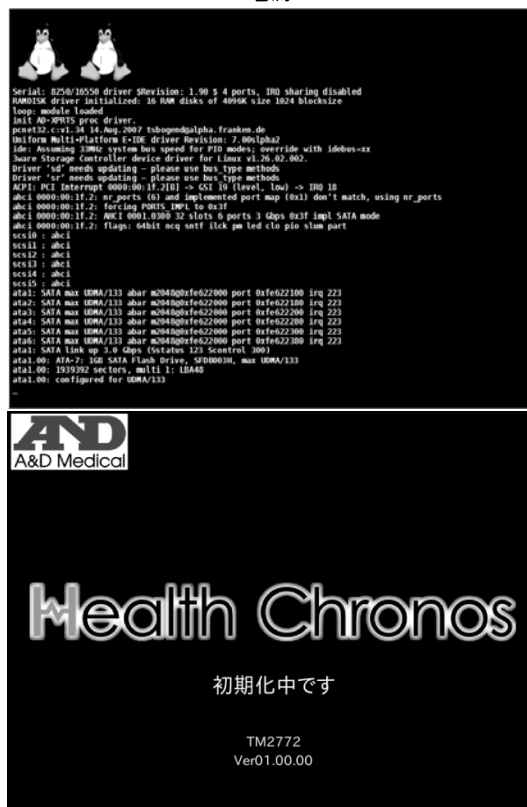 Serial: 8250/16550 driver $Revision: 1.90 $ 4 ports, IRQ sharing disabled
RAMDISK driver initialized: 16 RAM disks of 4096K size 1024 blocksize
loop: module loaded
init AD-XPRTS proc driver.
pcnet32.c:v1.34 14.Aug.2007 tsbogend@alpha.franken.de
Uniform Multi-Platform E-IDE driver Revision: 7.00alpha2
ide: Assuming 33MHz system bus speed for PIO modes; override with idebus=xx
3ware Storage Controller device driver for Linux v1.26.02.002.
Driver 'sd' needs updating - please use bus_type methods
Driver 'sr' needs updating - please use bus_type methods
ACPI: PCI Interrupt 0000:00:1f.2[B] -> GSI 19 (level, low) -> IRQ 18
ahci 0000:00:1f.2: nr_ports (6) and implemented port map (0x1) don't match, using nr_ports
ahci 0000:00:1f.2: forcing PORTS_IMPL to 0x3f
ahci 0000:00:1f.2: AHCI 0001.0300 32 slots 6 ports 3 Gbps 0x3f impl SATA mode
ahci 0000:00:1f.2: flags: 64bit ncq sntf ilck pm led clo pio slum part
scsi0 : ahci
scsi1 : ahci
scsi2 : ahci
scsi3 : ahci
scsi4 : ahci
scsi5 : ahci
ata1: SATA max UDMA/133 abar m2048@0xfe622000 port 0xfe622100 irq 223
ata2: SATA max UDMA/133 abar m2048@0xfe622000 port 0xfe622180 irq 223
ata3: SATA max UDMA/133 abar m2048@0xfe622000 port 0xfe622200 irq 223
ata4: SATA max UDMA/133 abar m2048@0xfe622000 port 0xfe622280 irq 223
ata5: SATA max UDMA/133 abar m2048@0xfe622000 port 0xfe622300 irq 223
ata6: SATA max UDMA/133 abar m2048@0xfe622000 port 0xfe622380 irq 223
ata1: SATA link up 3.0 Gbps (Sstatus 123 Scontrol 300)
ata1.00: ATA-7: 1GB SATA Flash Drive, SFDB003H, max UDMA/133
ata1.00: 1939392 sectors, multi 1: LBA48
ata1.00: configured for UDMA/133
_
AND
A&D Medical
Health Chronos
初期化中です
TM2772
Ver01.00.00